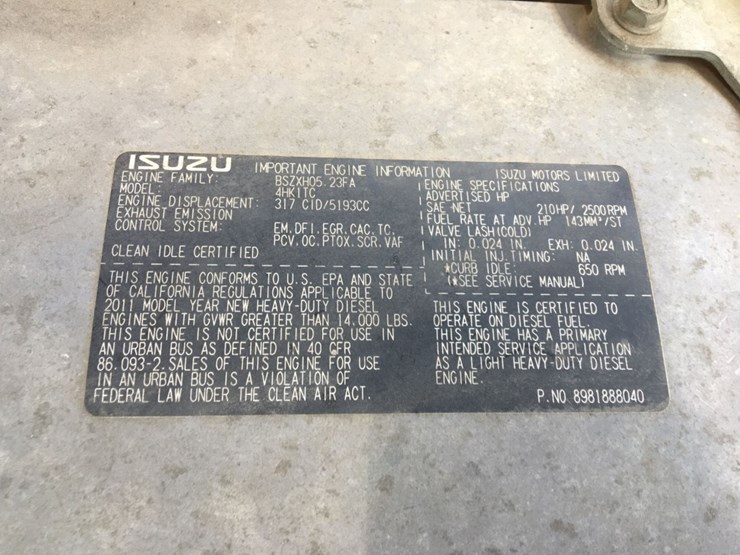 ISUZU IMPORTANT ENGINE INFORMATION ISUZU MOTORS LIMITED
ENGINE FAMILY: BSZXH05.23FA
MODEL: 4HK1TC
ENGINE DISPLACEMENT: 317 CID/5193CC
EXHAUST EMISSION
CONTROL SYSTEM: EM.DFI.EGR.CAC.TC.
PCV.OC.PTOX.SCR.VAF
CLEAN IDLE CERTIFIED
ENGINE SPECIFICATIONS
ADVERTISED HP
SAE NET 210HP/ 2500RPM
FUEL RATE AT ADV.HP 143MM³/ST
VALVE LASH(COLD)
IN: 0.024 IN. EXH: 0.024 IN.
INITIAL INJ.TIMING: NA
*CURB IDLE: 650 RPM
(*SEE SERVICE MANUAL)
THIS ENGINE CONFORMS TO U.S. EPA AND STATE
OF CALIFORNIA REGULATIONS APPLICABLE TO
2011 MODEL YEAR NEW HEAVY-DUTY DIESEL
ENGINES WITH GVWR GREATER THAN 14.000 LBS.
THIS ENGINE IS NOT CERTIFIED FOR USE IN
AN URBAN BUS AS DEFINED IN 40 CFR
86.093-2.SALES OF THIS ENGINE FOR USE
IN AN URBAN BUS IS A VIOLATION OF
FEDERAL LAW UNDER THE CLEAN AIR ACT.
THIS ENGINE IS CERTIFIED TO
OPERATE ON DIESEL FUEL.
THIS ENGINE HAS A PRIMARY
INTENDED SERVICE APPLICATION
AS A LIGHT HEAVY-DUTY DIESEL
ENGINE.
P.NO. 8981888040